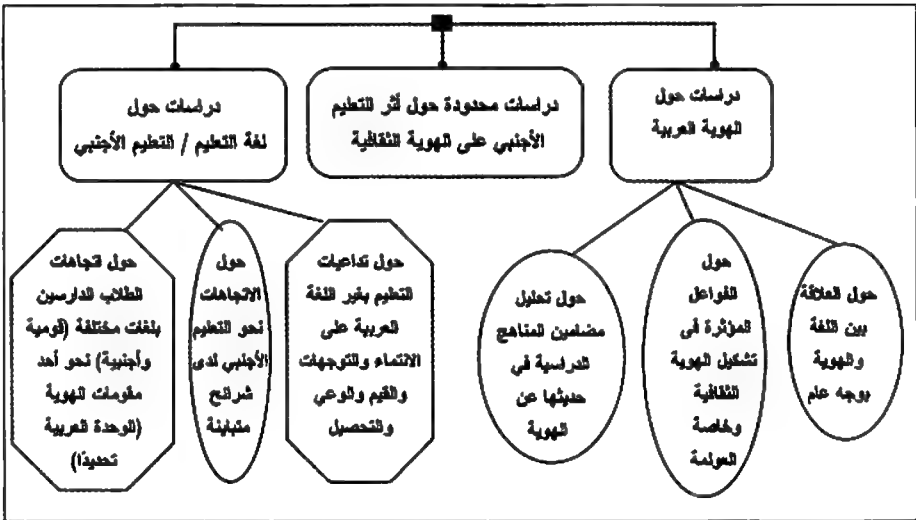 دراسات حول
الهوية العربية
دراسات محدودة حول أثر التعليم
الأجنبي على الهوية الثقافية
دراسات حول
لغة التعليم / التعليم الأجنبي
حول العلاقة
بين اللغة
والهوية
بوجه عام
حول
الفواعل
المؤثرة في
تشكيل الهوية
الثقافية
وخاصة
العولمة
حول تحليل
مضامين المناهج
الدراسية في
حديثها عن
الهوية
حول تداعيات
التعليم بغير اللغة
العربية على
الانتماء والتوجهات
والقيم والوعي
والتحصيل
حول
الاتجاهات
نحو التعليم
الأجنبي لدى
شرائح
متباينة
حول اتجاهات
الطلاب الدارسين
بلغات مختلفة (قومية
وأجنبية) نحو أحد
مقومات الهوية
(الوحدة العربية
تحديدًا)